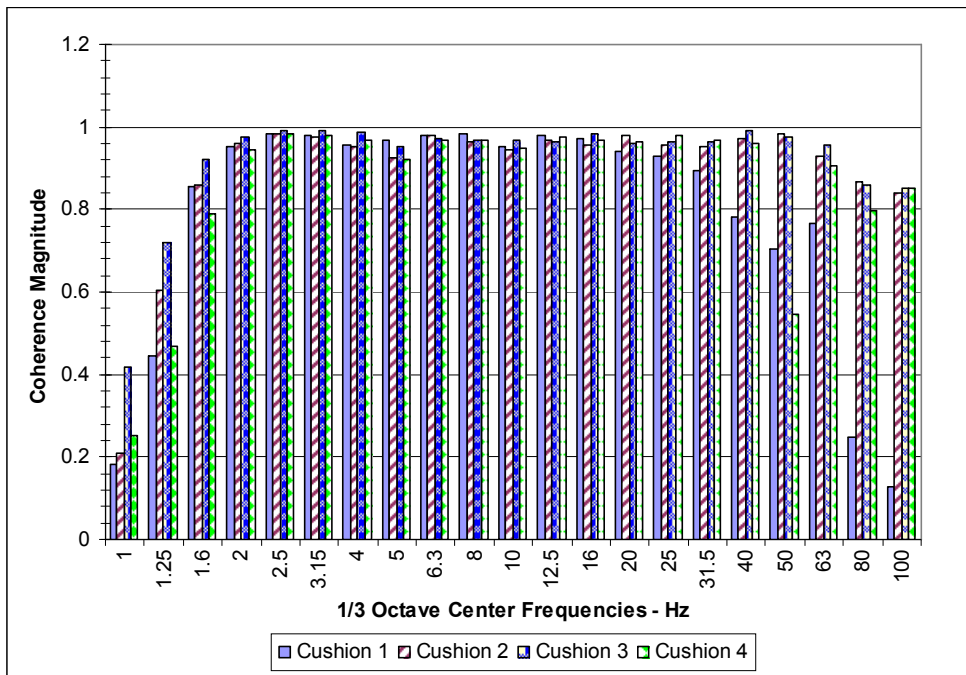 Coherence Magnitude
1.2
1
0.8
0.6
0.4
0.2
0
1 1.25 1.6 2 2.5 3.15 4 5 6.3 8 10 12.5 16 20 25 31.5 40 50 63 80 100
1/3 Octave Center Frequencies - Hz
Cushion 1 Cushion 2 Cushion 3 Cushion 4